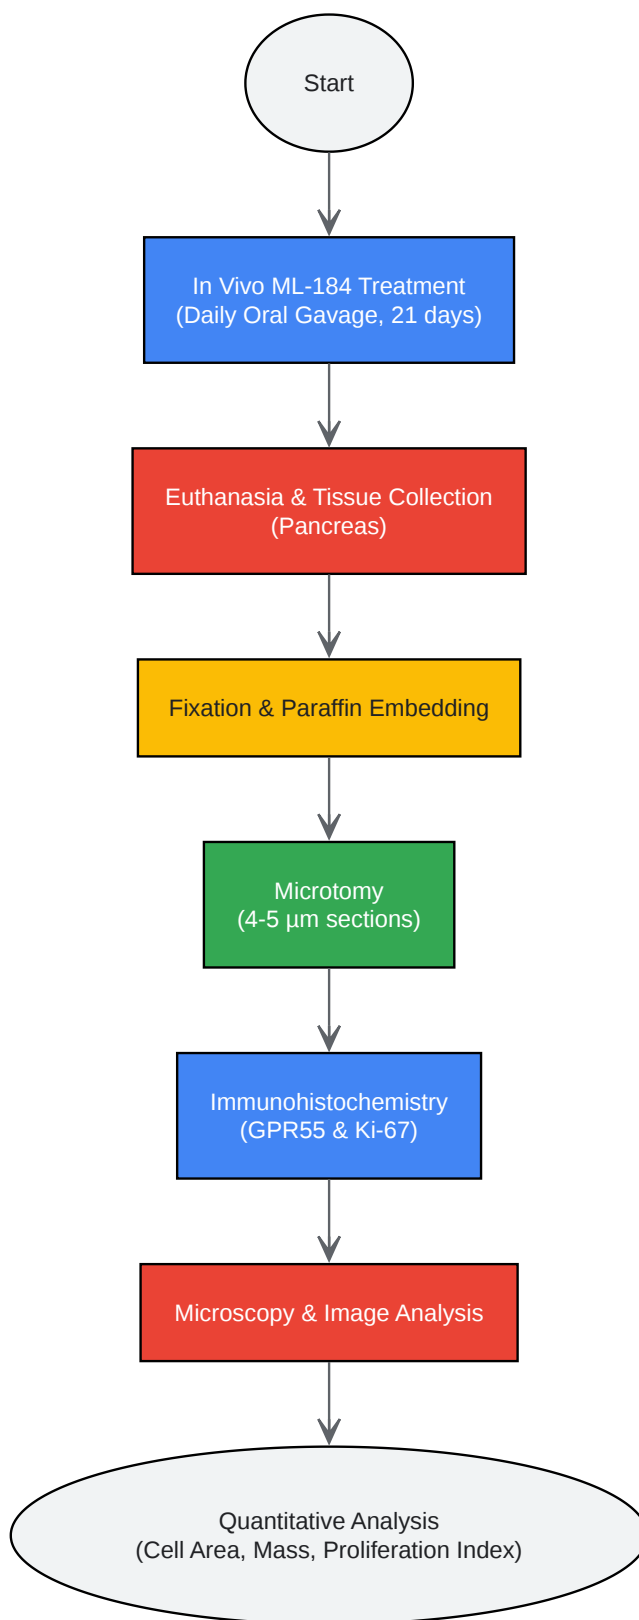 Start
In Vivo ML-184 Treatment
(Daily Oral Gavage, 21 days)
Euthanasia & Tissue Collection
(Pancreas)
Fixation & Paraffin Embedding
Microtomy
(4-5 µm sections)
Immunohistochemistry
(GPR55 & Ki-67)
Microscopy & Image Analysis
Quantitative Analysis
(Cell Area, Mass, Proliferation Index)